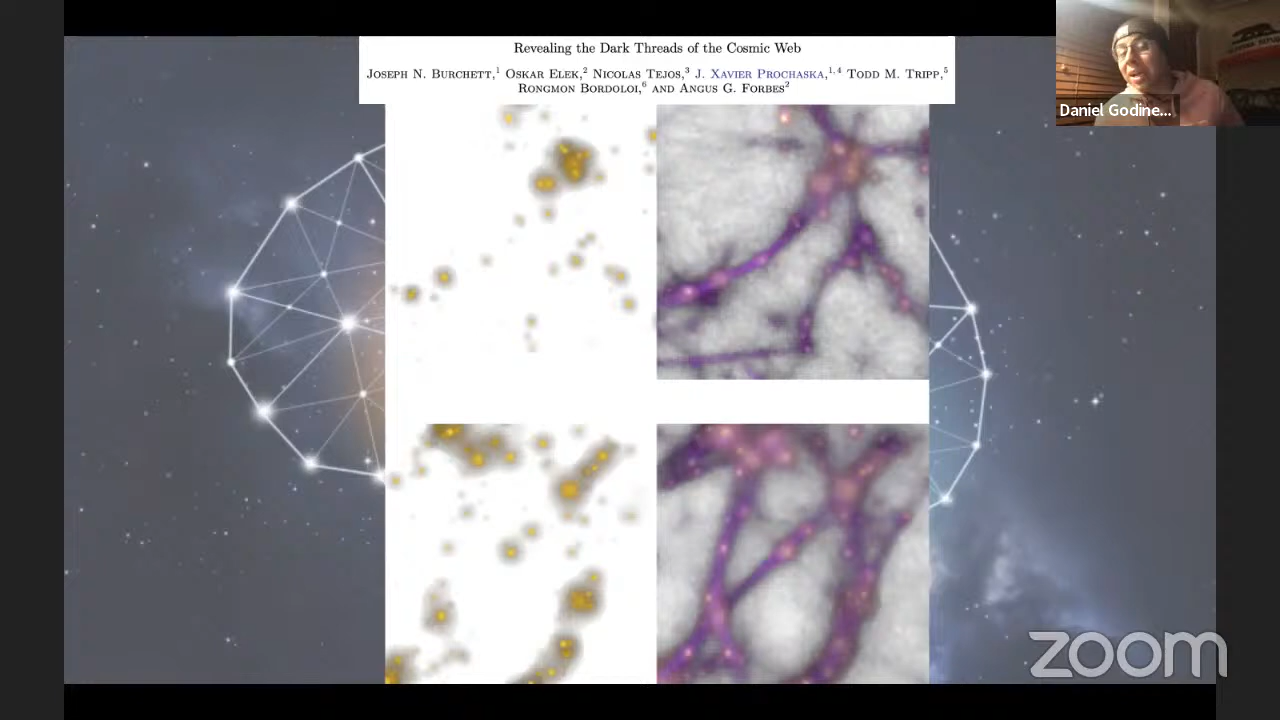 Revealing the Dark Threads of the Cosmic Web
Joseph N. Burchett,1 Oskar Elek,2 Nicolas Tejos,3 J. Xavier Prochaska,1,4 Todd M. Tripp,5
Rongmon Bordoloi,6 and Angus G. Forbes2
Daniel Godine...
zoom